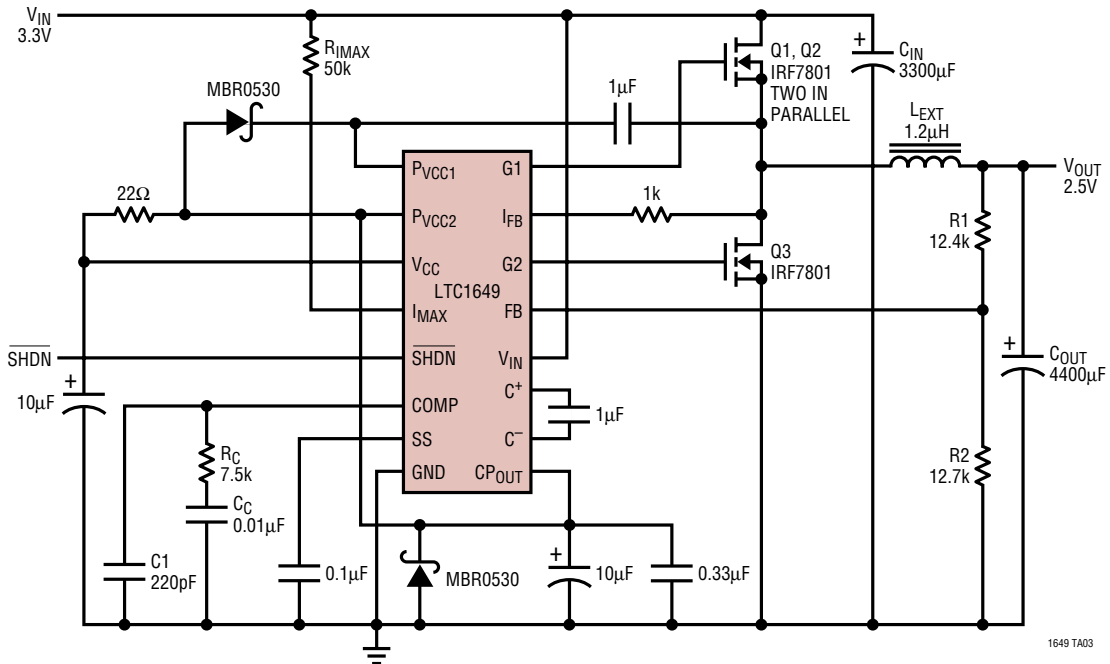 VIN
3.3V
RIMAX
50k
MBR0530
1µF
Q1, Q2
IRF7801
TWO IN
PARALLEL
+
CIN
3300µF
LEXT
1.2µH
VOUT
2.5V
22Ω
PVCC1
G1
PVCC2
IFB
1k
VCC
G2
Q3
IRF7801
R1
12.4k
LTC1649
IMAX
FB
SHDN
SHDN
VIN
+
COUT
4400µF
+
10µF
C+
1µF
COMP
C–
SS
RC
7.5k
GND
CPOUT
R2
12.7k
CC
0.01µF
C1
220pF
0.1µF
MBR0530
+
10µF
0.33µF
1649 TA03